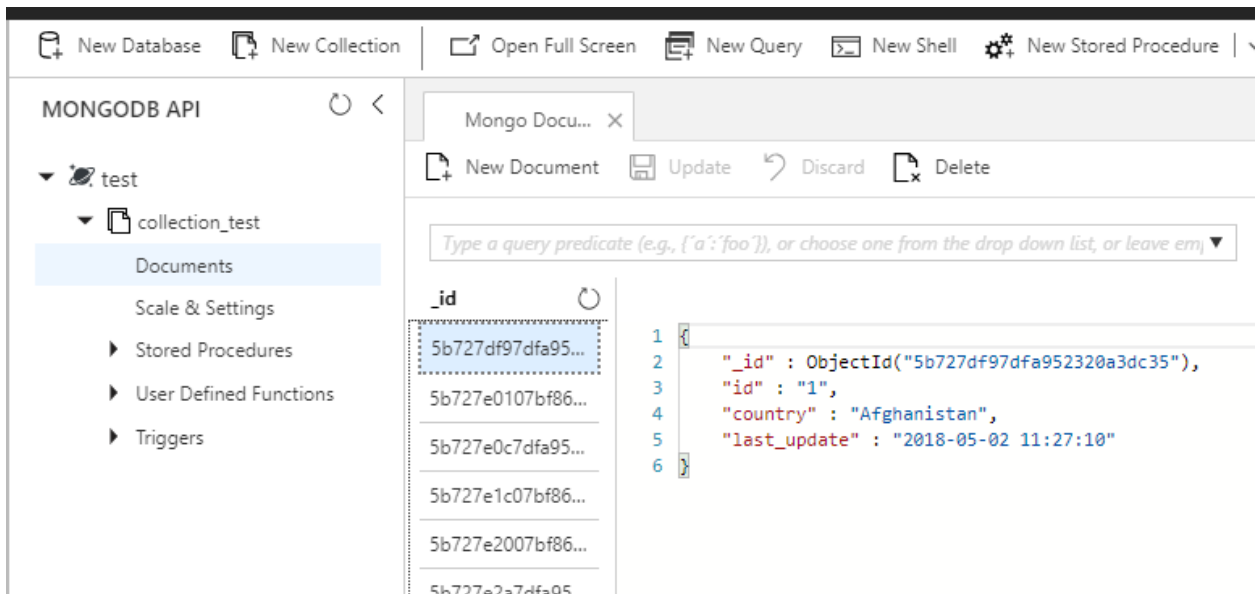 New Database New Collection Open Full Screen New Query New Shell New Stored Procedure
MONGODB API
test
collection_test
Documents
Scale & Settings
Stored Procedures
User Defined Functions
Triggers
Mongo Docu...
New Document Update Discard Delete
Type a query predicate (e.g., {´a´:´foo´}), or choose one from the drop down list, or leave em
_id
5b727df97dfa95...
5b727e0107bf86...
5b727e0c7dfa95...
5b727e1c07bf86...
5b727e2007bf86...
5b727e2a7dfa95
1 {
2 "_id" : ObjectId("5b727df97dfa952320a3dc35"),
3 "id" : "1",
4 "country" : "Afghanistan",
5 "last_update" : "2018-05-02 11:27:10"
6 }